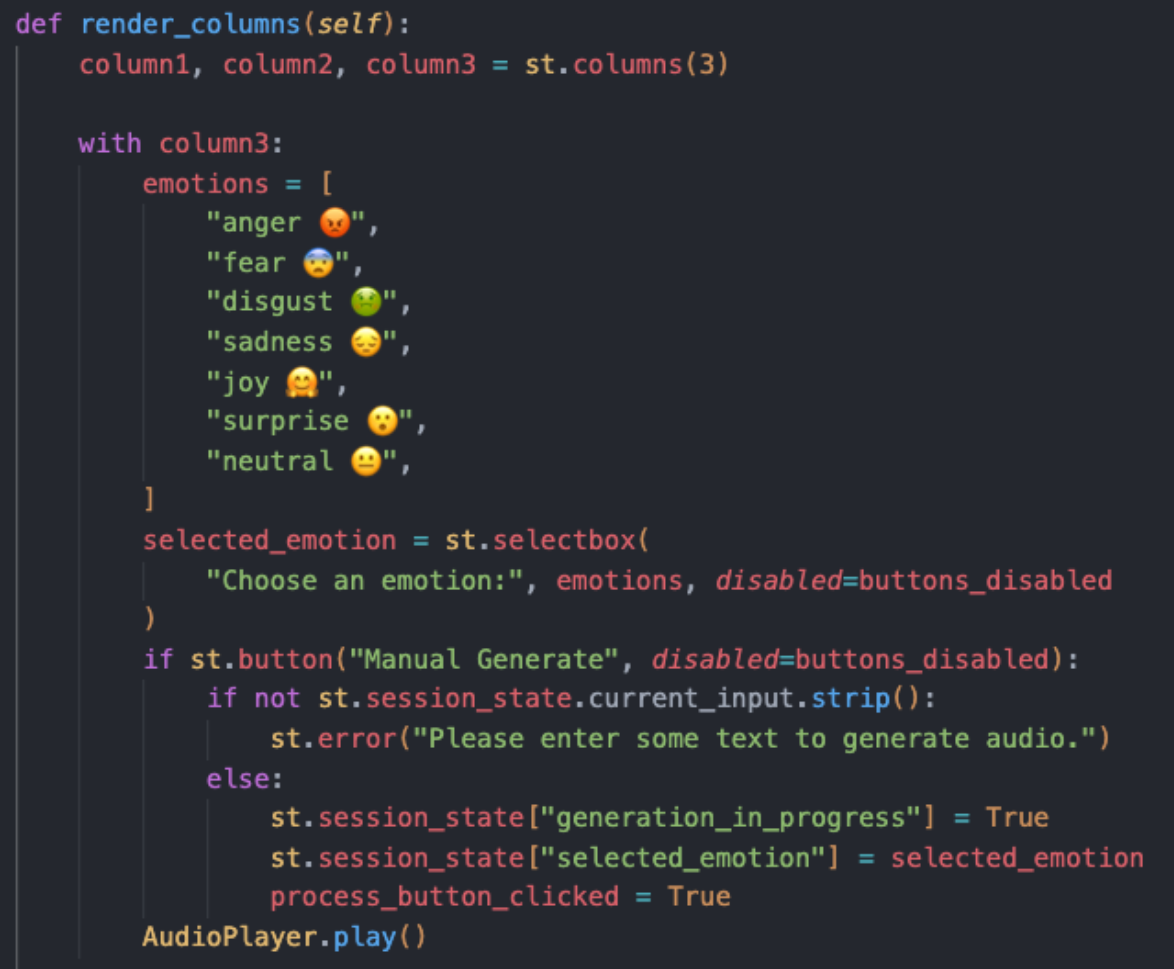 def render_columns(self):
    column1, column2, column3 = st.columns(3)

    with column3:
        emotions = [
            "anger 😡",
            "fear 😨",
            "disgust 🤢",
            "sadness 😔",
            "joy 🤗",
            "surprise 😮",
            "neutral 😐",
        ]
        selected_emotion = st.selectbox(
            "Choose an emotion:", emotions, disabled=buttons_disabled
        )
        if st.button("Manual Generate", disabled=buttons_disabled):
            if not st.session_state.current_input.strip():
                st.error("Please enter some text to generate audio.")
            else:
                st.session_state["generation_in_progress"] = True
                st.session_state["selected_emotion"] = selected_emotion
                process_button_clicked = True
        AudioPlayer.play()